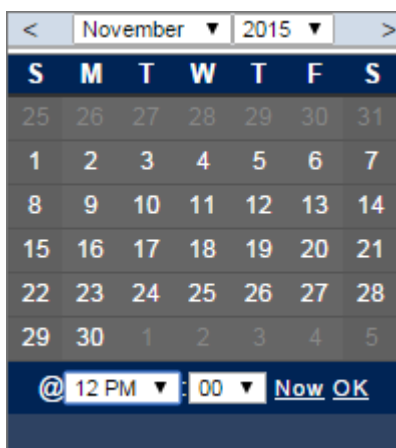 < November ▼ 2015 ▼ >
S M T W T F S
25 26 27 28 29 30 31
1 2 3 4 5 6 7
8 9 10 11 12 13 14
15 16 17 18 19 20 21
22 23 24 25 26 27 28
29 30 1 2 3 4 5
@ 12 PM ▼ : 00 ▼ Now OK